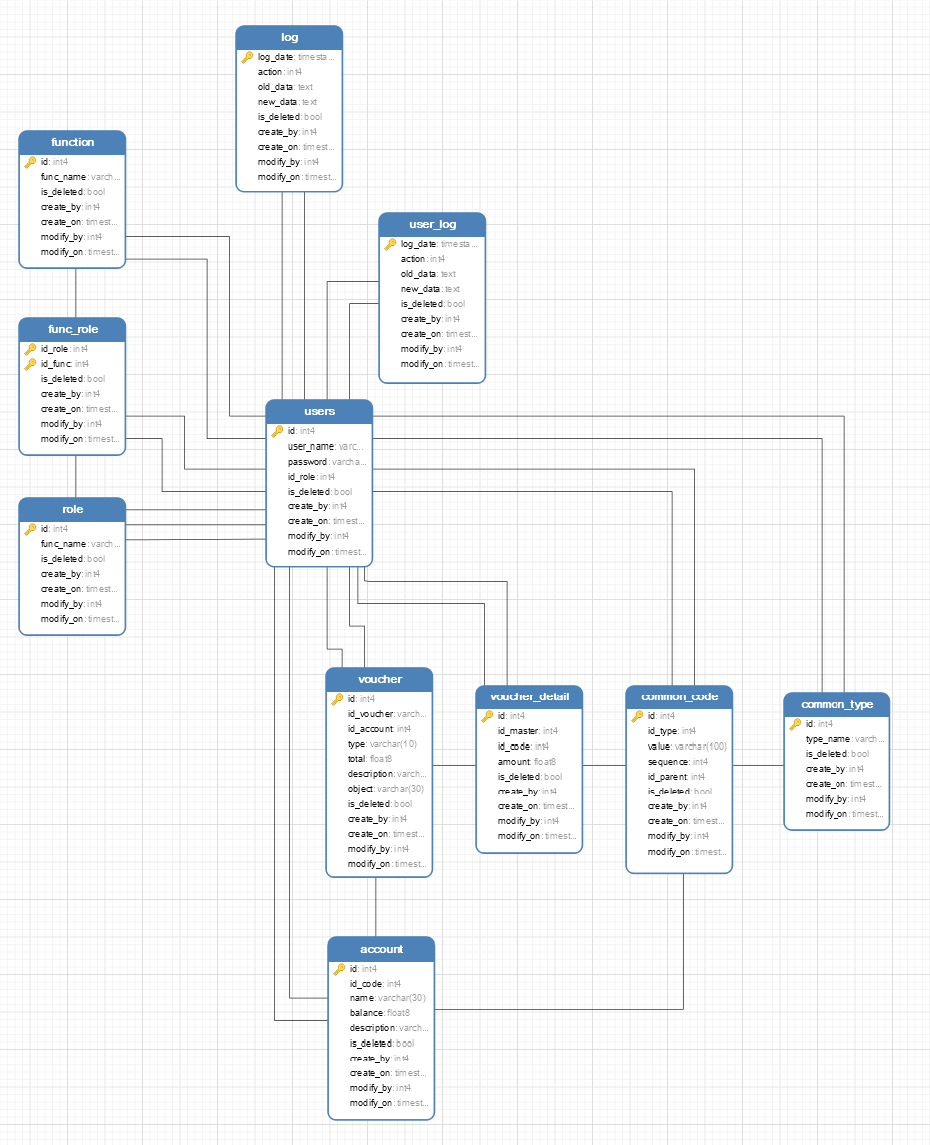 log
log_date: timesta...
action: int4
old_data: text
new_data: text
is_deleted: bool
create_by: int4
create_on: timest...
modify_by: int4
modify_on: timest...
function
id: int4
func_name: varch...
is_deleted: bool
create_by: int4
create_on: timest...
modify_by: int4
modify_on: timest...
user_log
log_date: timesta...
action: int4
old_data: text
new_data: text
is_deleted: bool
create_by: int4
create_on: timest...
modify_by: int4
modify_on: timest...
func_role
id_role: int4
id_func: int4
is_deleted: bool
create_by: int4
create_on: timest...
modify_by: int4
modify_on: timest...
users
id: int4
user_name: varc...
password: varcha...
id_role: int4
is_deleted: bool
create_by: int4
create_on: timest...
modify_by: int4
modify_on: timest...
role
id: int4
func_name: varch...
is_deleted: bool
create_by: int4
create_on: timest...
modify_by: int4
modify_on: timest...
voucher
id: int4
id_voucher: varch...
id_account: int4
type: varchar(10)
total: float8
description: varch...
object: varchar(30)
is_deleted: bool
create_by: int4
create_on: timest...
modify_by: int4
modify_on: timest...
voucher_detail
id: int4
id_master: int4
id_code: int4
amount: float8
is_deleted: bool
create_by: int4
create_on: timest...
modify_by: int4
modify_on: timest...
common_code
id: int4
id_type: int4
value: varchar(100)
sequence: int4
id_parent: int4
is_deleted: bool
create_by: int4
create_on: timest...
modify_by: int4
modify_on: timest...
common_type
id: int4
type_name: varch...
is_deleted: bool
create_by: int4
create_on: timest...
modify_by: int4
modify_on: timest...
account
id: int4
id_code: int4
name: varchar(30)
balance: float8
description: varch...
is_deleted: bool
create_by: int4
create_on: timest...
modify_by: int4
modify_on: timest...